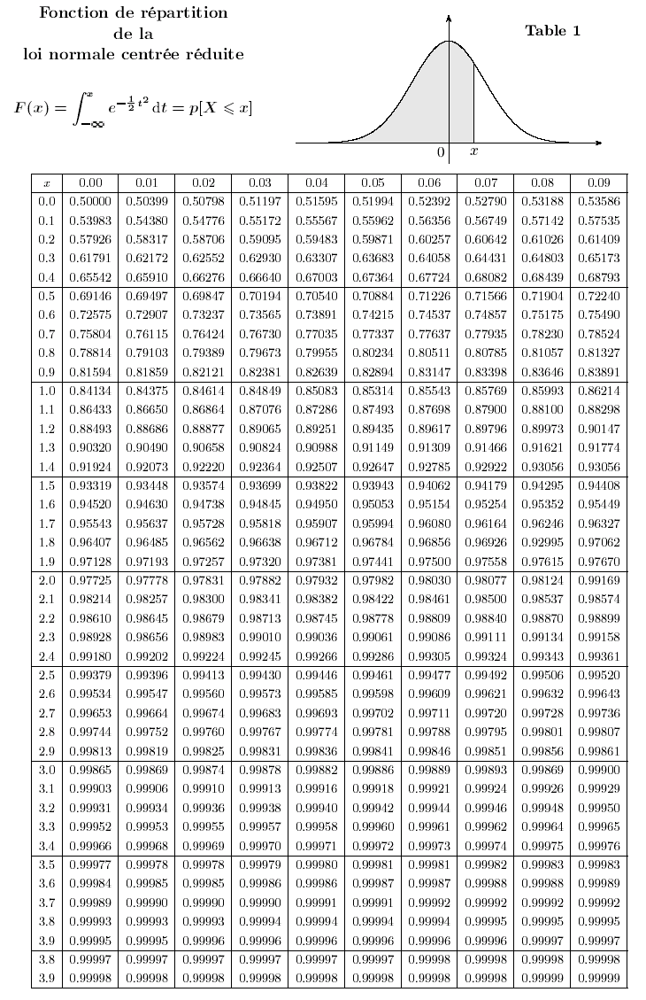 Fonction de répartition
de la
loi normale centrée réduite
Table 1
F(x) = ∫_{−∞}^{x} e^{−\frac{1}{2} t^2} dt = p[X ⩽ x]
0 x
x 0.00 0.01 0.02 0.03 0.04 0.05 0.06 0.07 0.08 0.09
0.0 0.50000 0.50399 0.50798 0.51197 0.51595 0.51994 0.52392 0.52790 0.53188 0.53586
0.1 0.53983 0.54380 0.54776 0.55172 0.55567 0.55962 0.56356 0.56749 0.57142 0.57535
0.2 0.57926 0.58317 0.58706 0.59095 0.59483 0.59871 0.60257 0.60642 0.61026 0.61409
0.3 0.61791 0.62172 0.62552 0.62930 0.63307 0.63683 0.64058 0.64431 0.64803 0.65173
0.4 0.65542 0.65910 0.66276 0.66640 0.67003 0.67364 0.67724 0.68082 0.68439 0.68793
0.5 0.69146 0.69497 0.69847 0.70194 0.70540 0.70884 0.71226 0.71566 0.71904 0.72240
0.6 0.72575 0.72907 0.73237 0.73565 0.73891 0.74215 0.74537 0.74857 0.75175 0.75490
0.7 0.75804 0.76115 0.76424 0.76730 0.77035 0.77337 0.77637 0.77935 0.78230 0.78524
0.8 0.78814 0.79103 0.79389 0.79673 0.79955 0.80234 0.80511 0.80785 0.81057 0.81327
0.9 0.81594 0.81859 0.82121 0.82381 0.82639 0.82894 0.83147 0.83398 0.83646 0.83891
1.0 0.84134 0.84375 0.84614 0.84849 0.85083 0.85314 0.85543 0.85769 0.85993 0.86214
1.1 0.86433 0.86650 0.86864 0.87076 0.87286 0.87493 0.87698 0.87900 0.88100 0.88298
1.2 0.88493 0.88686 0.88877 0.89065 0.89251 0.89435 0.89617 0.89796 0.89973 0.90147
1.3 0.90320 0.90490 0.90658 0.90824 0.90988 0.91149 0.91309 0.91466 0.91621 0.91774
1.4 0.91924 0.92073 0.92220 0.92364 0.92507 0.92647 0.92785 0.92922 0.93056 0.93056
1.5 0.93319 0.93448 0.93574 0.93699 0.93822 0.93943 0.94062 0.94179 0.94295 0.94408
1.6 0.94520 0.94630 0.94738 0.94845 0.94950 0.95053 0.95154 0.95254 0.95352 0.95449
1.7 0.95543 0.95637 0.95728 0.95818 0.95907 0.95994 0.96080 0.96164 0.96246 0.96327
1.8 0.96407 0.96485 0.96562 0.96638 0.96712 0.96784 0.96856 0.96926 0.92995 0.97062
1.9 0.97128 0.97193 0.97257 0.97320 0.97381 0.97441 0.97500 0.97558 0.97615 0.97670
2.0 0.97725 0.97778 0.97831 0.97882 0.97932 0.97982 0.98030 0.98077 0.98124 0.99169
2.1 0.98214 0.98257 0.98300 0.98341 0.98382 0.98422 0.98461 0.98500 0.98537 0.98574
2.2 0.98610 0.98645 0.98679 0.98713 0.98745 0.98778 0.98809 0.98840 0.98870 0.98899
2.3 0.98928 0.98656 0.98983 0.99010 0.99036 0.99061 0.99086 0.99111 0.99134 0.99158
2.4 0.99180 0.99202 0.99224 0.99245 0.99266 0.99286 0.99305 0.99324 0.99343 0.99361
2.5 0.99379 0.99396 0.99413 0.99430 0.99446 0.99461 0.99477 0.99492 0.99506 0.99520
2.6 0.99534 0.99547 0.99560 0.99573 0.99585 0.99598 0.99609 0.99621 0.99632 0.99643
2.7 0.99653 0.99664 0.99674 0.99683 0.99693 0.99702 0.99711 0.99720 0.99728 0.99736
2.8 0.99744 0.99752 0.99760 0.99767 0.99774 0.99781 0.99788 0.99795 0.99801 0.99807
2.9 0.99813 0.99819 0.99825 0.99831 0.99836 0.99841 0.99846 0.99851 0.99856 0.99861
3.0 0.99865 0.99869 0.99874 0.99878 0.99882 0.99886 0.99889 0.99893 0.99869 0.99900
3.1 0.99903 0.99906 0.99910 0.99913 0.99916 0.99918 0.99921 0.99924 0.99926 0.99929
3.2 0.99931 0.99934 0.99936 0.99938 0.99940 0.99942 0.99944 0.99946 0.99948 0.99950
3.3 0.99952 0.99953 0.99955 0.99957 0.99958 0.99960 0.99961 0.99962 0.99964 0.99965
3.4 0.99966 0.99968 0.99969 0.99970 0.99971 0.99972 0.99973 0.99974 0.99975 0.99976
3.5 0.99977 0.99978 0.99978 0.99979 0.99980 0.99981 0.99981 0.99982 0.99983 0.99983
3.6 0.99984 0.99985 0.99985 0.99986 0.99986 0.99987 0.99987 0.99988 0.99988 0.99989
3.7 0.99989 0.99990 0.99990 0.99990 0.99991 0.99991 0.99992 0.99992 0.99992 0.99992
3.8 0.99993 0.99993 0.99993 0.99994 0.99994 0.99994 0.99994 0.99995 0.99995 0.99995
3.9 0.99995 0.99995 0.99996 0.99996 0.99996 0.99996 0.99996 0.99996 0.99997 0.99997
3.8 0.99997 0.99997 0.99997 0.99997 0.99997 0.99997 0.99998 0.99998 0.99998 0.99998
3.9 0.99998 0.99998 0.99998 0.99998 0.99998 0.99998 0.99998 0.99998 0.99999 0.99999